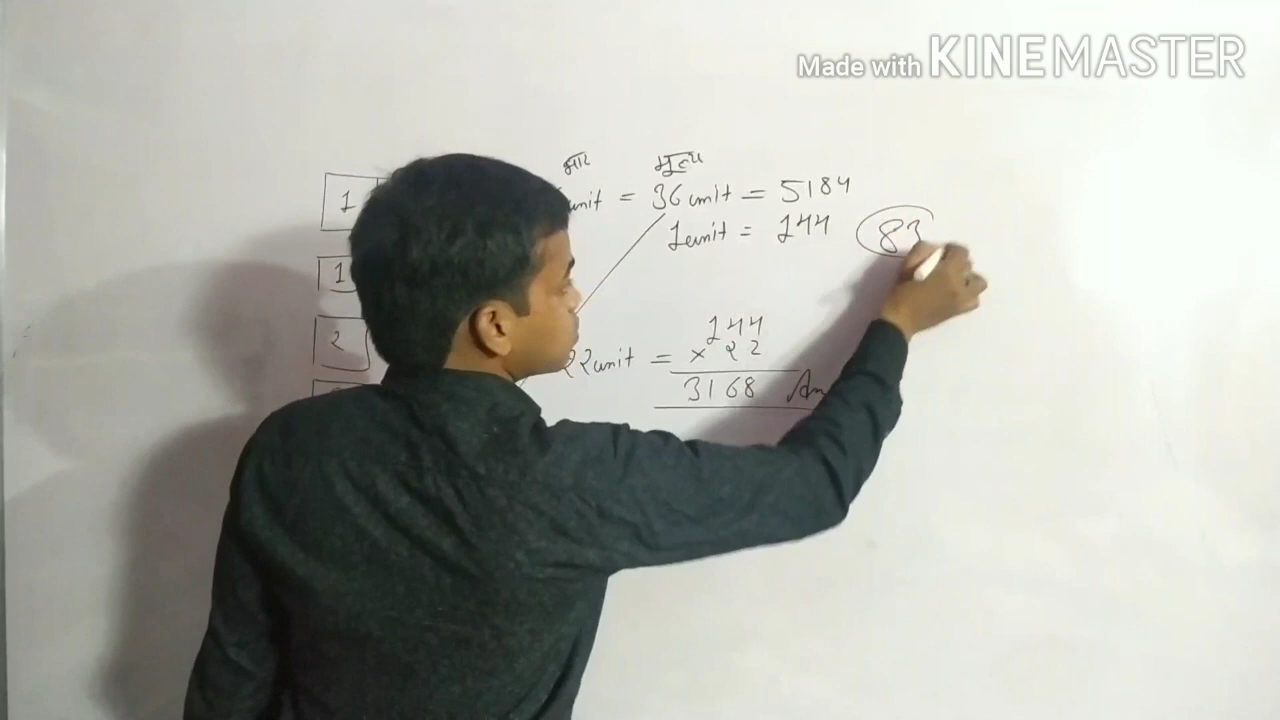 Made with KINEMASTER
भार मूल्य
1 unit = 36 unit = 5184
1 unit = 144 83
1
2
144
22 unit = × 22
3168 An